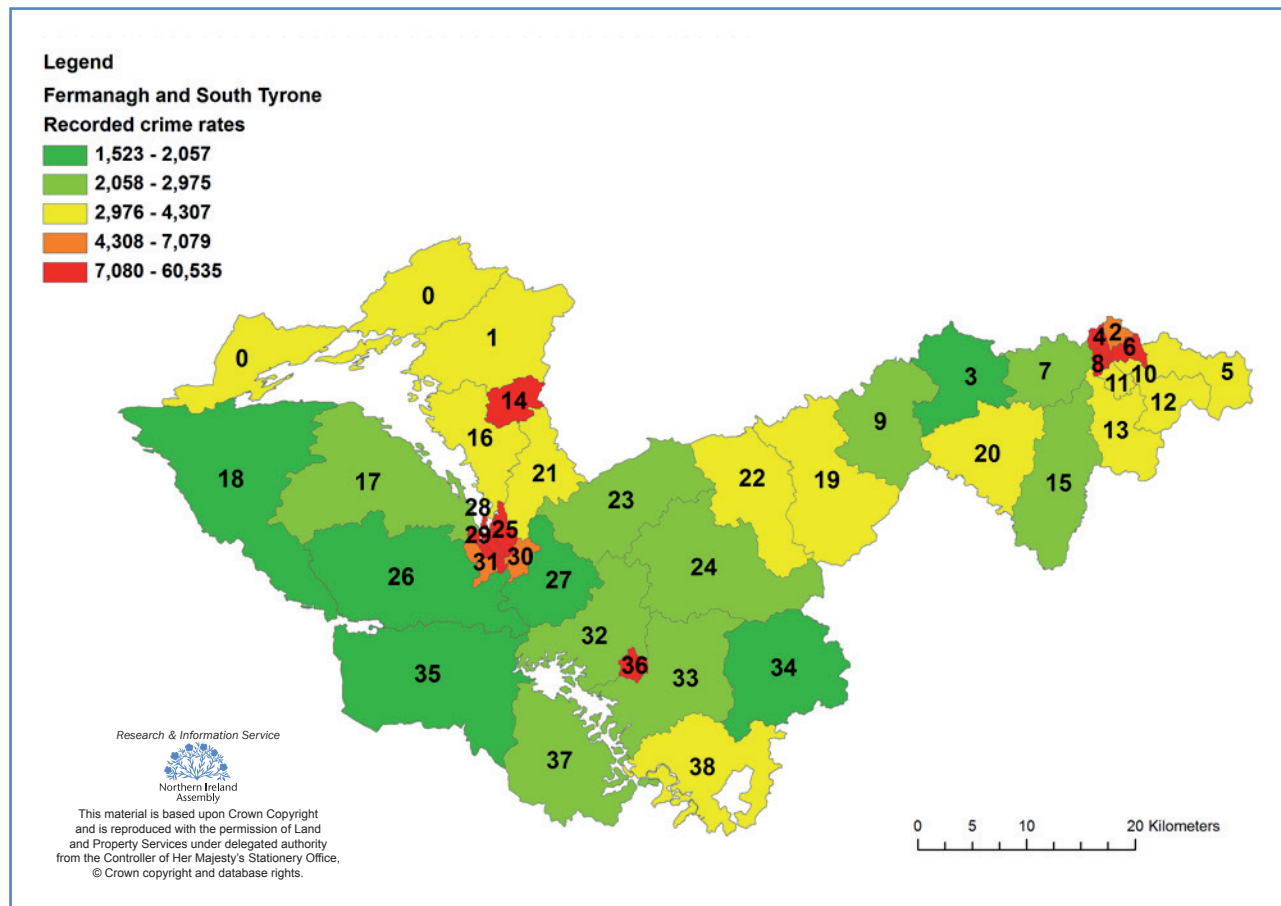 Legend
Fermanagh and South Tyrone
Recorded crime rates
1,523 - 2,057
2,058 - 2,975
2,976 - 4,307
4,308 - 7,079
7,080 - 60,535
0
1
0
2
4
6
8
3
7
5
10
11
12
14
9
13
16
20
21
22
19
15
18
17
23
28
25
29
30
31
24
26
27
32
36
33
34
35
37
38
Research & Information Service
Northern Ireland
Assembly
This material is based upon Crown Copyright
and is reproduced with the permission of Land
and Property Services under delegated authority
from the Controller of Her Majesty's Stationery Office,
© Crown copyright and database rights.
0 5 10 20 Kilometers